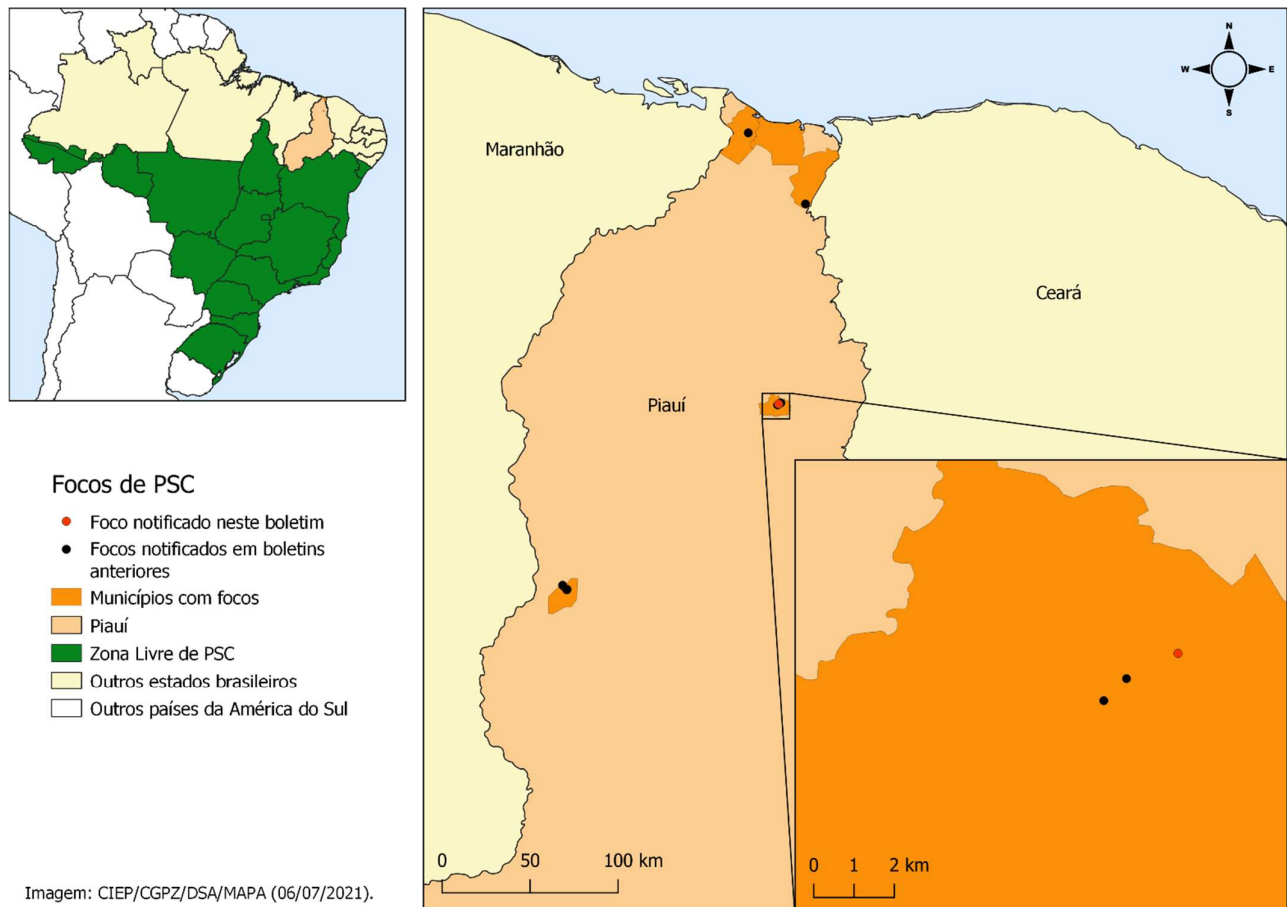 N
W
E
S
Maranhão
Ceará
Piauí
Focos de PSC
Foco notificado neste boletim
Focos notificados em boletins
anteriores
Municípios com focos
Piauí
Zona Livre de PSC
Outros estados brasileiros
Outros países da América do Sul
0 50 100 km
0 1 2 km
Imagem: CIEP/CGPZ/DSA/MAPA (06/07/2021).